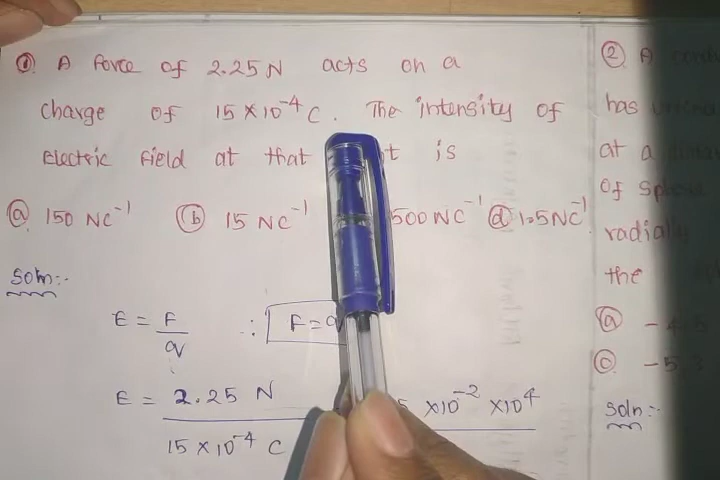 ① A Force of 2.25 N acts on a
charge of 15 × 10⁻⁴ C. The intensity of
Electric Field at that is
ⓐ 150 NC⁻¹ ⓑ 15 NC⁻¹ 500 NC⁻¹ ⓓ 1.5 NC⁻¹
Soln:-
E = F/q ∴ F = q
E = 2.25 N / 15 × 10⁻⁴ C × 10⁻² × 10⁴
② A
has
at a
of
radially
the
ⓐ
ⓒ
Soln:-